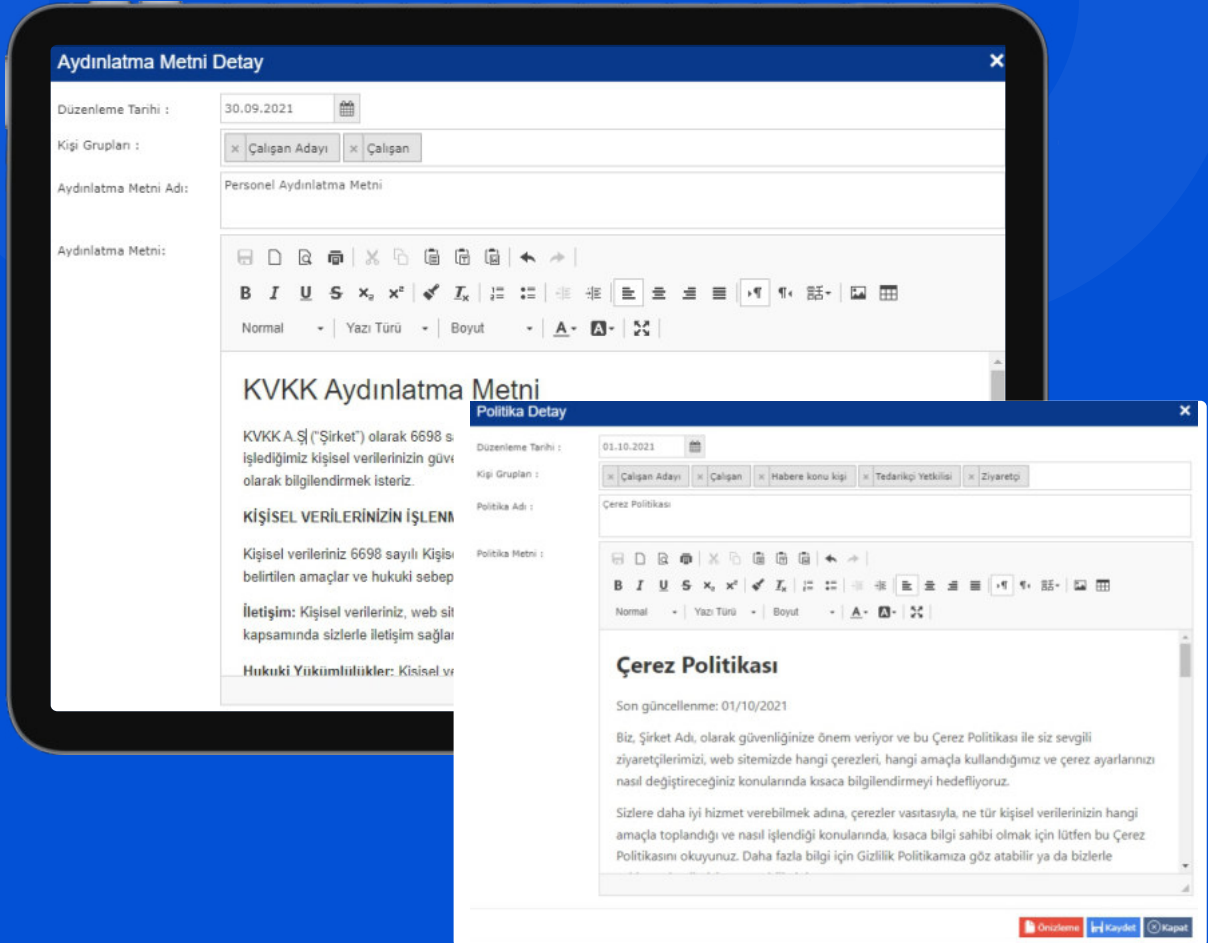 Aydınlatma Metni Detay
Düzenleme Tarihi :
30.09.2021
Kişi Grupları :
× Çalışan Adayı × Çalışan
Aydınlatma Metni Adı:
Personel Aydınlatma Metni
Aydınlatma Metni:
Normal Yazı Türü Boyut
KVKK Aydınlatma Metni
KVKK A.Ş("Şirket") olarak 6698
işlediğimiz kişisel verilerinizin
olarak bilgilendirmek isteriz.
KİŞİSEL VERİLERİNİZİN
Kişisel verileriniz 6698 sayılı
belirtilen amaçlar ve hukuki
İletişim: Kişisel verileriniz, web
kapsamında sizlerle iletişim
Hukuki Yükümlülükler: Kişisel
Politika Detay
Düzenleme Tarihi :
01.10.2021
Kişi Grupları :
× Çalışan Adayı × Çalışan × Habere konu kişi × Tedarikçi Yetkilisi × Ziyaretçi
Politika Adı :
Çerez Politikası
Politika Metni :
Normal Yazı Türü Boyut
Çerez Politikası
Son güncellenme: 01/10/2021
Biz, Şirket Adı, olarak güvenliğinize önem veriyor ve bu Çerez Politikası ile siz sevgili
ziyaretçilerimizi, web sitemizde hangi çerezleri, hangi amaçla kullandığımız ve çerez ayarlarınızı
nasıl değiştireceğiniz konularında kısaca bilgilendirmeyi hedefliyoruz.
Sizlere daha iyi hizmet verebilmek adına, çerezler vasıtasıyla, ne tür kişisel verilerinizin hangi
amaçla toplandığı ve nasıl işlendiği konularında, kısaca bilgi sahibi olmak için lütfen bu Çerez
Politikasını okuyunuz. Daha fazla bilgi için Gizlilik Politikamıza göz atabilir ya da bizlerle
Önizleme Kaydet Kapat